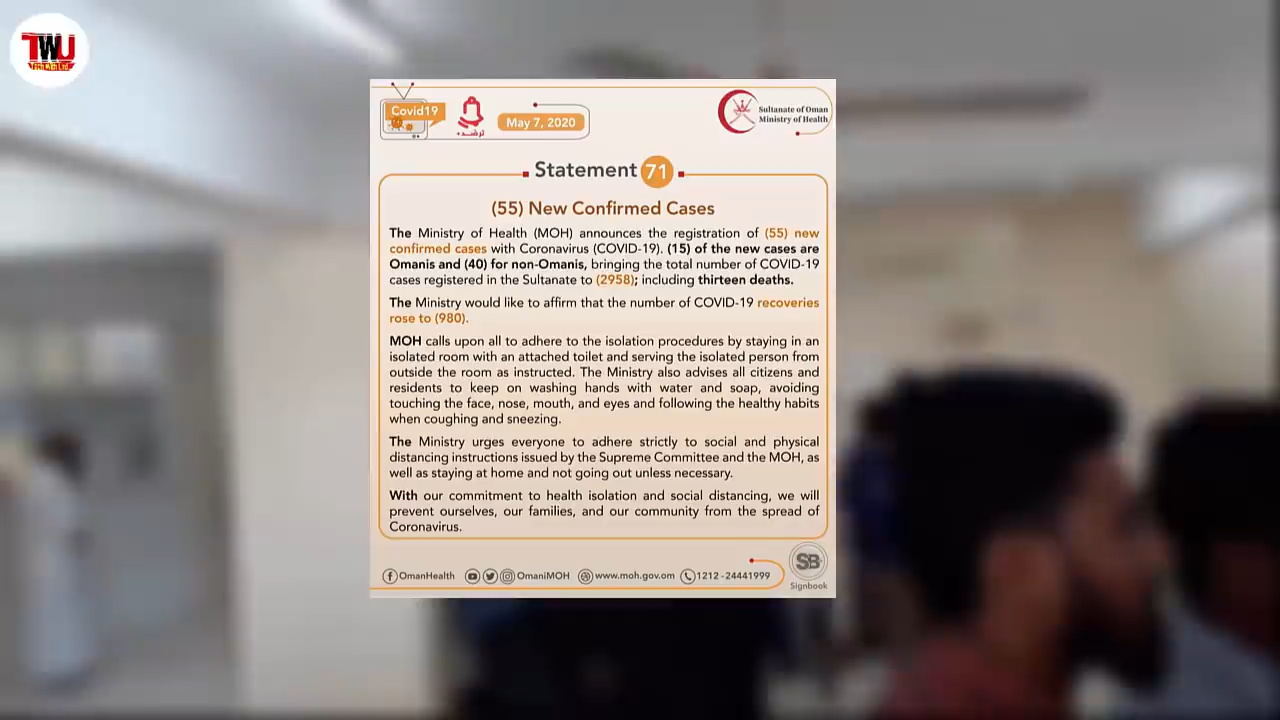 TWU
Covid19
ترصد+
May 7, 2020
Sultanate of Oman
Ministry of Health
Statement 71
(55) New Confirmed Cases
The Ministry of Health (MOH) announces the registration of (55) new
confirmed cases with Coronavirus (COVID-19). (15) of the new cases are
Omanis and (40) for non-Omanis, bringing the total number of COVID-19
cases registered in the Sultanate to (2958); including thirteen deaths.
The Ministry would like to affirm that the number of COVID-19 recoveries
rose to (980).
MOH calls upon all to adhere to the isolation procedures by staying in an
isolated room with an attached toilet and serving the isolated person from
outside the room as instructed. The Ministry also advises all citizens and
residents to keep on washing hands with water and soap, avoiding
touching the face, nose, mouth, and eyes and following the healthy habits
when coughing and sneezing.
The Ministry urges everyone to adhere strictly to social and physical
distancing instructions issued by the Supreme Committee and the MOH, as
well as staying at home and not going out unless necessary.
With our commitment to health isolation and social distancing, we will
prevent ourselves, our families, and our community from the spread of
Coronavirus.
OmanHealth OmaniMOH www.moh.gov.om 1212 - 24441999
SB
Signbook